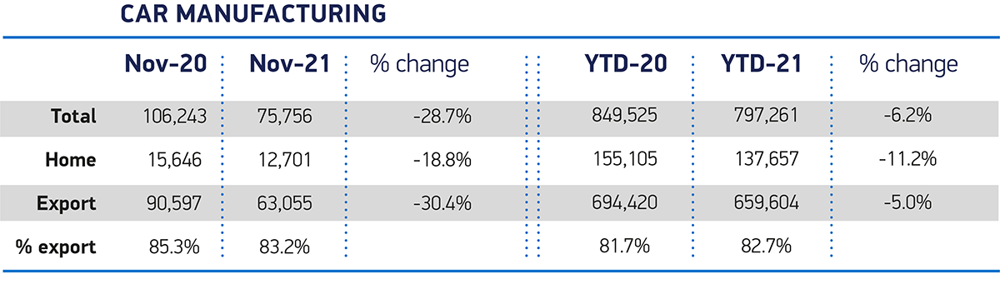 CAR MANUFACTURING
Nov-20 Nov-21 % change YTD-20 YTD-21 % change
Total 106,243 75,756 -28.7% 849,525 797,261 -6.2%
Home 15,646 12,701 -18.8% 155,105 137,657 -11.2%
Export 90,597 63,055 -30.4% 694,420 659,604 -5.0%
% export 85.3% 83.2% 81.7% 82.7%